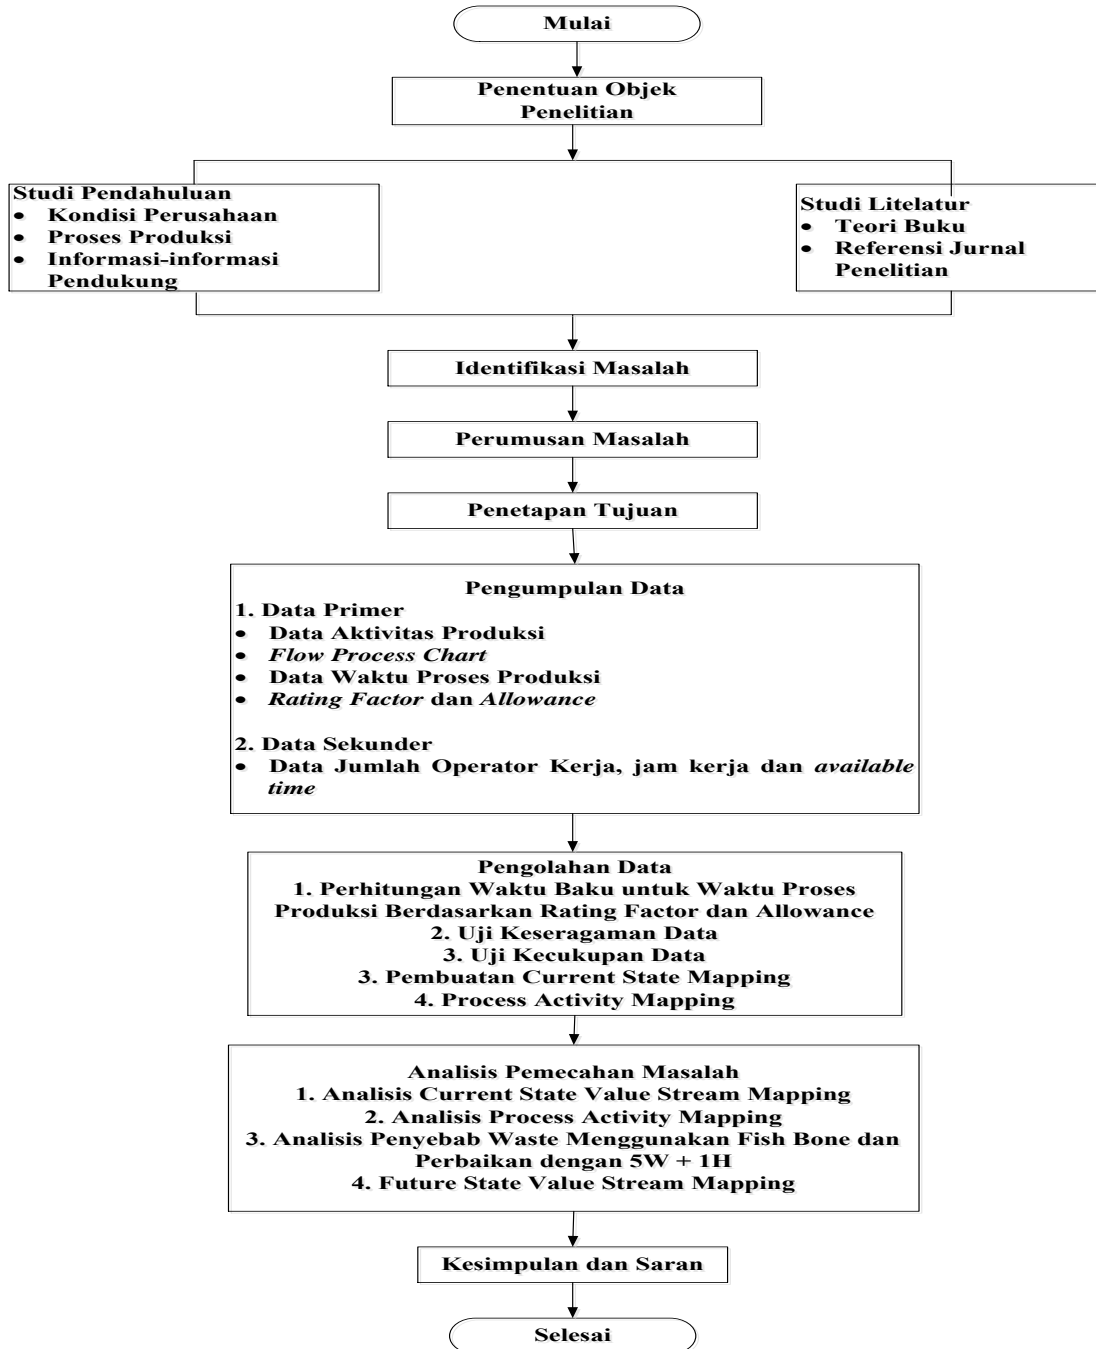 Mulai
Penentuan Objek
Penelitian
Studi Pendahuluan
• Kondisi Perusahaan
• Proses Produksi
• Informasi-informasi
Pendukung
Studi Litelatur
• Teori Buku
• Referensi Jurnal
Penelitian
Identifikasi Masalah
Perumusan Masalah
Penetapan Tujuan
Pengumpulan Data
1. Data Primer
• Data Aktivitas Produksi
• Flow Process Chart
• Data Waktu Proses Produksi
• Rating Factor dan Allowance
2. Data Sekunder
• Data Jumlah Operator Kerja, jam kerja dan available
time
Pengolahan Data
1. Perhitungan Waktu Baku untuk Waktu Proses
Produksi Berdasarkan Rating Factor dan Allowance
2. Uji Keseragaman Data
3. Uji Kecukupan Data
3. Pembuatan Current State Mapping
4. Process Activity Mapping
Analisis Pemecahan Masalah
1. Analisis Current State Value Stream Mapping
2. Analisis Process Activity Mapping
3. Analisis Penyebab Waste Menggunakan Fish Bone dan
Perbaikan dengan 5W + 1H
4. Future State Value Stream Mapping
Kesimpulan dan Saran
Selesai